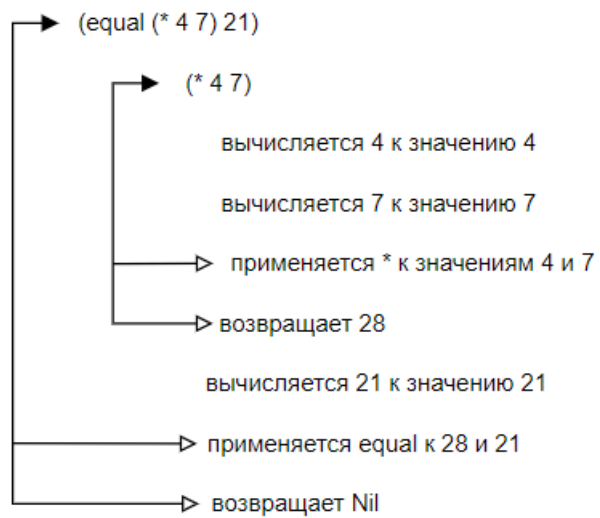 (equal (* 4 7) 21)
(* 4 7)
вычисляется 4 к значению 4
вычисляется 7 к значению 7
применяется * к значениям 4 и 7
возвращает 28
вычисляется 21 к значению 21
применяется equal к 28 и 21
возвращает Nil